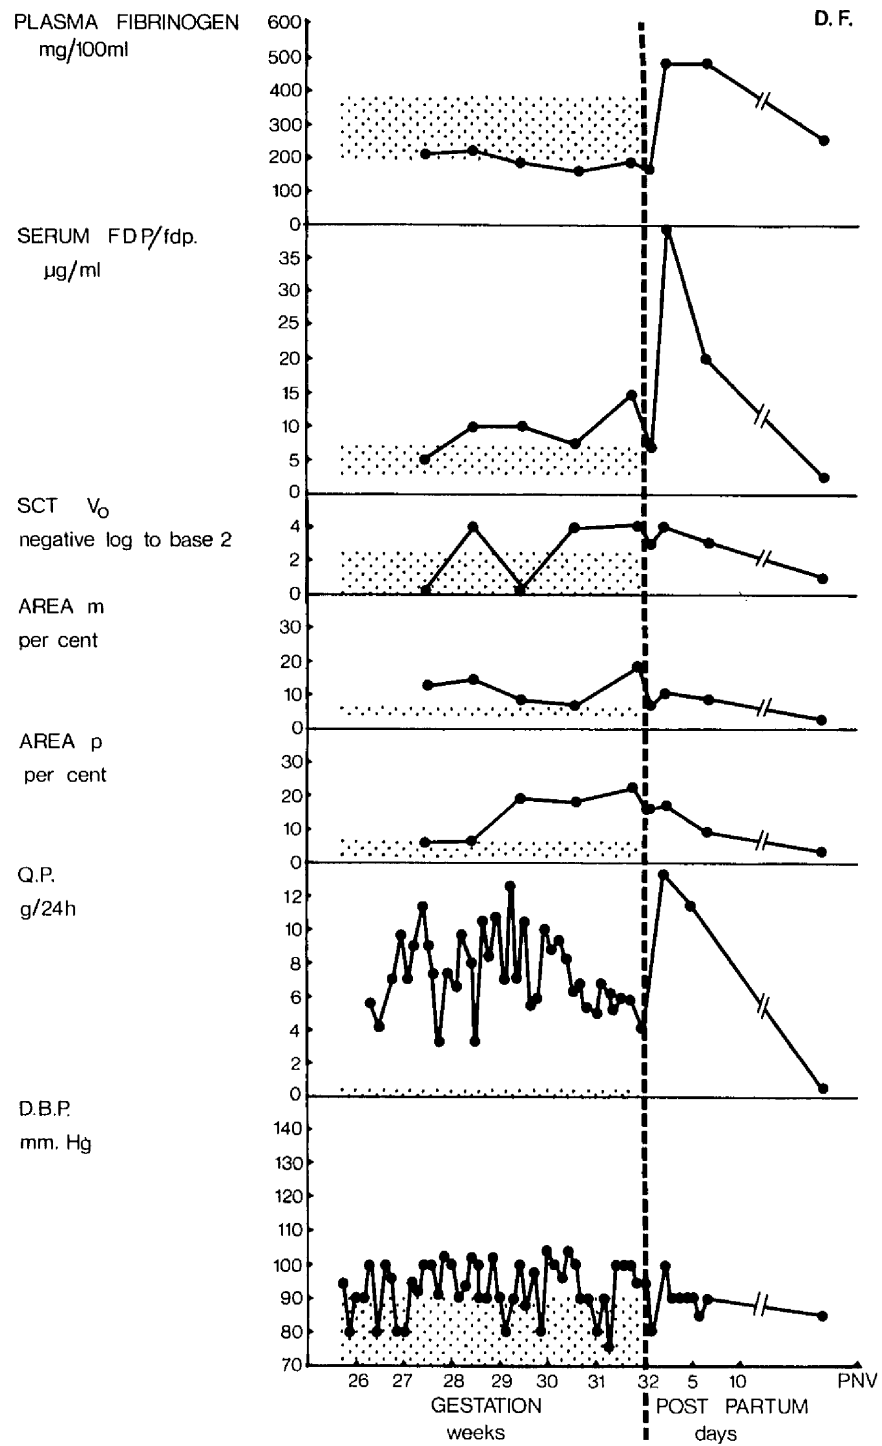 D. F.
PLASMA FIBRINOGEN
mg/100ml
600
500
400
300
200
100
0
SERUM FDP/fdp.
µg/ml
35
30
25
20
15
10
5
0
SCT Vo
negative log to base 2
4
2
0
AREA m
per cent
30
20
10
0
AREA p
per cent
30
20
10
0
Q.P.
g/24h
12
10
8
6
4
2
0
D.B.P.
mm. Hg
140
130
120
110
100
90
80
70
26 27 28 29 30 31 32 5 10 PNV
GESTATION POST PARTUM
weeks days